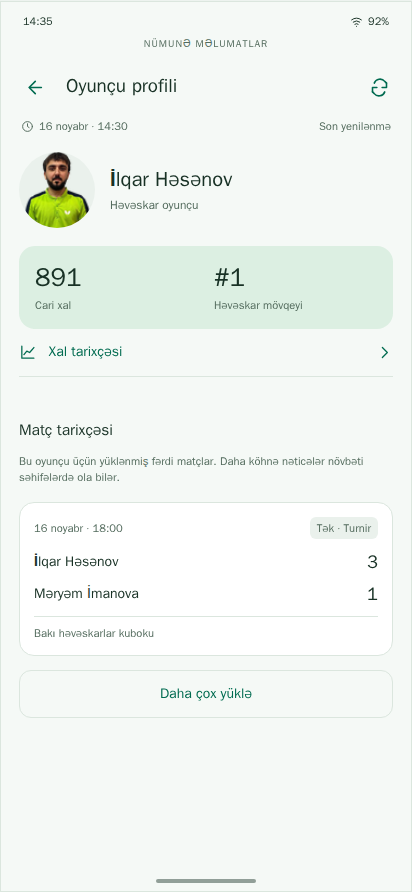 14:35 92%
NÜMUNƏ MƏLUMATLAR
Oyunçu profili
16 noyabr · 14:30 Son yenilənmə
İlqar Həsənov
Həvəskar oyunçu
891 #1
Cari xal Həvəskar mövqeyi
Xal tarixçəsi
Matç tarixçəsi
Bu oyunçu üçün yüklənmiş fərdi matçlar. Daha köhnə nəticələr növbəti
səhifələrdə ola bilər.
16 noyabr · 18:00 Tək · Turnir
İlqar Həsənov 3
Məryəm İmanova 1
Bakı həvəskarlar kuboku
Daha çox yüklə